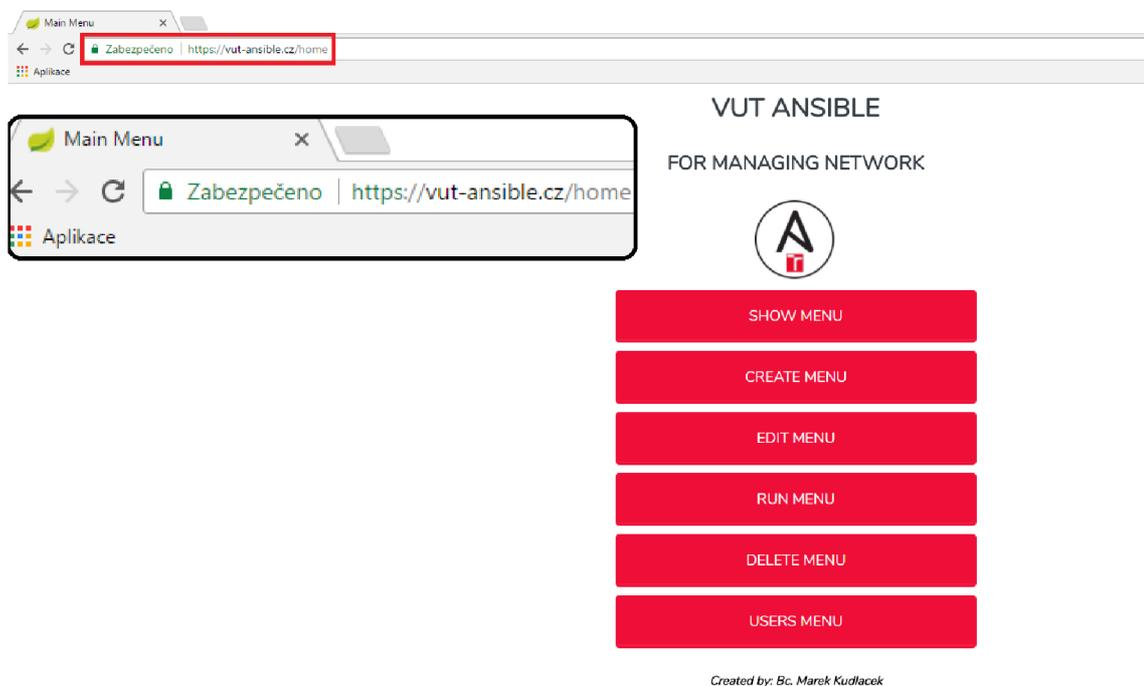 Main Menu
Zabezpečeno | https://vut-ansible.cz/home
Aplikace
Main Menu
Zabezpečeno | https://vut-ansible.cz/home
Aplikace
VUT ANSIBLE
FOR MANAGING NETWORK
SHOW MENU
CREATE MENU
EDIT MENU
RUN MENU
DELETE MENU
USERS MENU
Created by: Bc. Marek Kudlacek